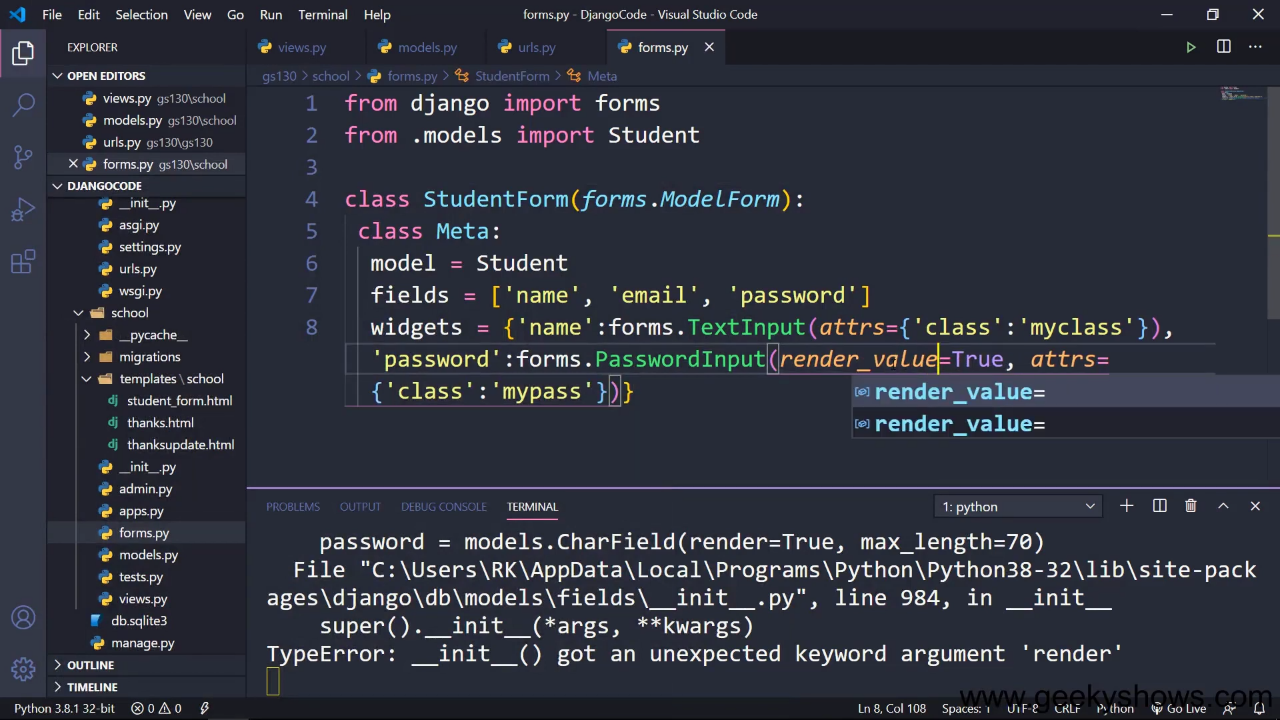 File Edit Selection View Go Run Terminal Help
forms.py - DjangoCode - Visual Studio Code
EXPLORER
OPEN EDITORS
views.py gs130\school
models.py gs130\school
urls.py gs130\gs130
forms.py gs130\school
DJANGOCODE
__init__.py
asgi.py
settings.py
urls.py
wsgi.py
school
__pycache__
migrations
templates \ school
student_form.html
thanks.html
thanksupdate.html
__init__.py
admin.py
apps.py
forms.py
models.py
tests.py
views.py
db.sqlite3
manage.py
OUTLINE
TIMELINE
views.py models.py urls.py forms.py
gs130 > school > forms.py > StudentForm > Meta
1 from django import forms
2 from .models import Student
3
4 class StudentForm(forms.ModelForm):
5 class Meta:
6 model = Student
7 fields = ['name', 'email', 'password']
8 widgets = {'name':forms.TextInput(attrs={'class':'myclass'}),
'password':forms.PasswordInput(render_value=True, attrs=
{'class':'mypass'})}
render_value=
render_value=
PROBLEMS OUTPUT DEBUG CONSOLE TERMINAL
1: python
password = models.CharField(render=True, max_length=70)
File "C:\Users\RK\AppData\Local\Programs\Python\Python38-32\lib\site-pack
ages\django\db\models\fields\__init__.py", line 984, in __init__
super().__init__(*args, **kwargs)
TypeError: __init__() got an unexpected keyword argument 'render'
www.geekyshows.com
Python 3.8.1 32-bit 0 0
Ln 8, Col 108 Spaces: 1 UTF-8 CRLF Python Go Live